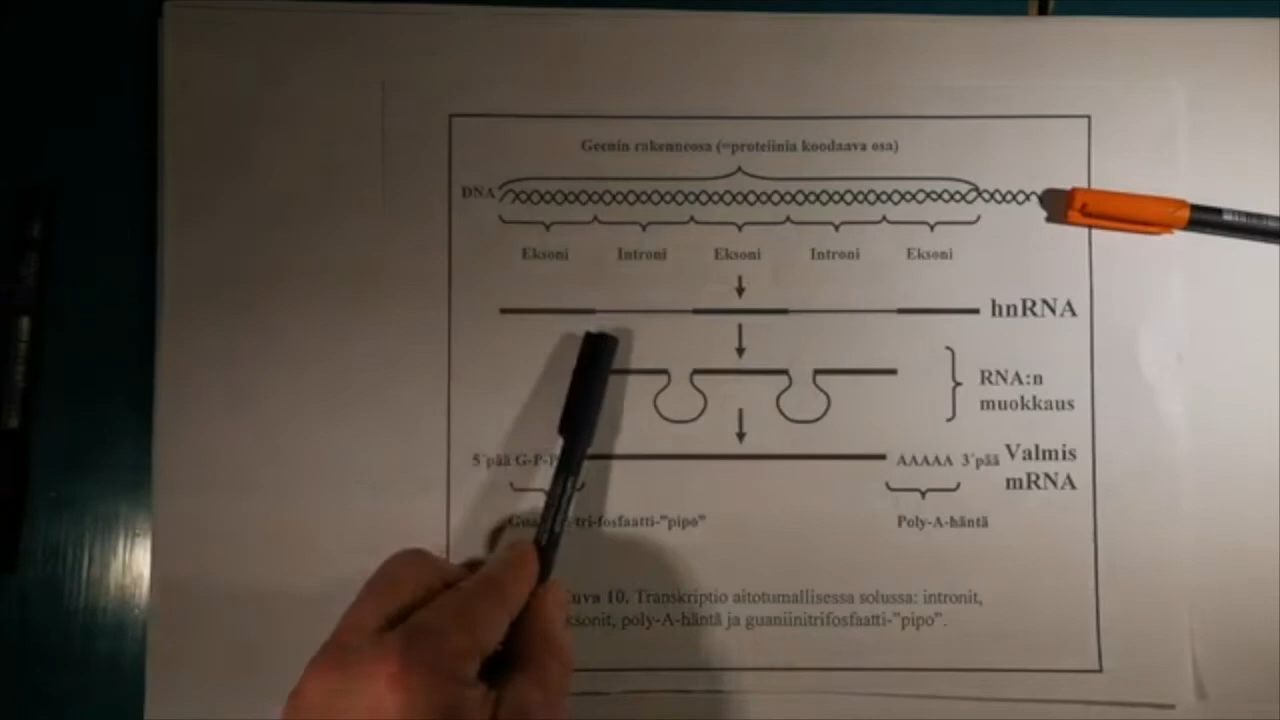 Geenin rakenneosa (=proteiinia koodaava osa)
DNA
Eksoni Introni Eksoni Introni Eksoni
hnRNA
RNA:n
muokkaus
5´pää G-P-P AAAAA 3´pää Valmis
mRNA
tri-fosfaatti-"pipo" Poly-A-häntä
10. Transkriptio aitotumallisessa solussa: intronit,
poly-A-häntä ja guaniinitrifosfaatti-"pipo".